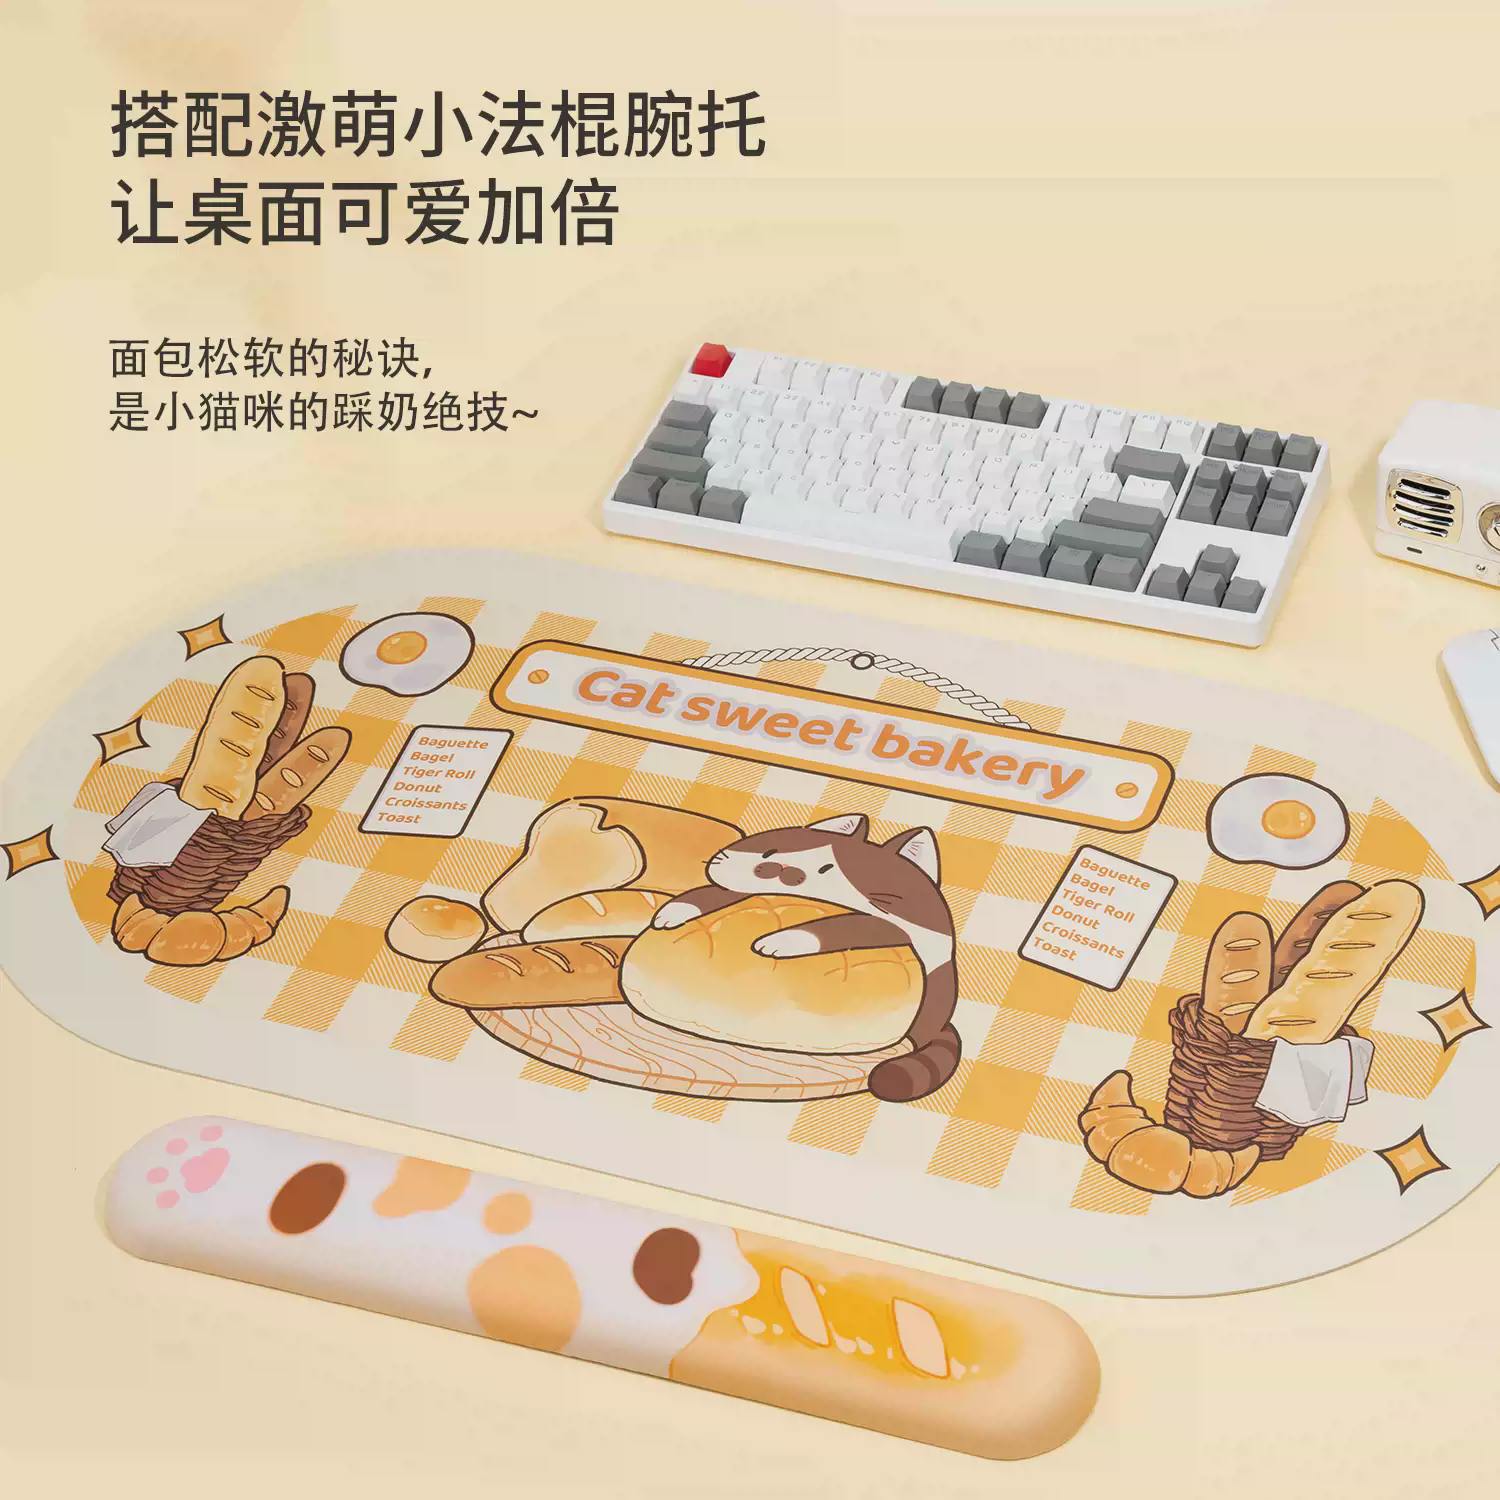 搭配激萌小法棍腕托
让桌面可爱加倍
面包松软的秘诀,
是小猫咪的踩奶绝技~
Cat sweet bakery
Baguette
Bagel
Tiger Roll
Donut
Croissants
Toast
Baguette
Bagel
Tiger Roll
Donut
Croissants
Toast